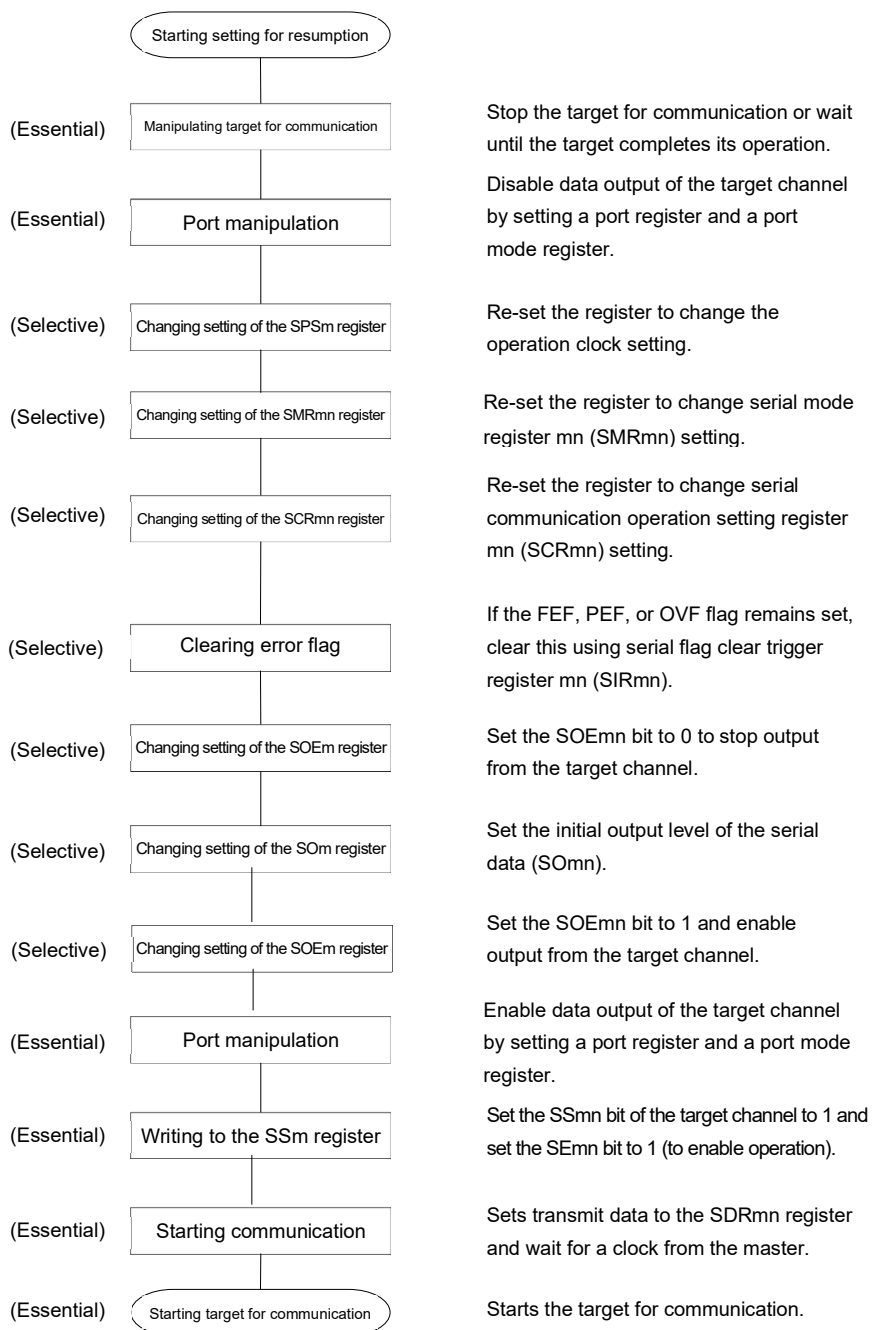 Starting setting for resumption
(Essential)
Manipulating target for communication
Stop the target for communication or wait
until the target completes its operation.
(Essential)
Port manipulation
Disable data output of the target channel
by setting a port register and a port
mode register.
(Selective)
Changing setting of the SPSm register
Re-set the register to change the
operation clock setting.
(Selective)
Changing setting of the SMRmn register
Re-set the register to change serial mode
register mn (SMRmn) setting.
(Selective)
Changing setting of the SCRmn register
Re-set the register to change serial
communication operation setting register
mn (SCRmn) setting.
(Selective)
Clearing error flag
If the FEF, PEF, or OVF flag remains set,
clear this using serial flag clear trigger
register mn (SIRmn).
(Selective)
Changing setting of the SOEm register
Set the SOEmn bit to 0 to stop output
from the target channel.
(Selective)
Changing setting of the SOm register
Set the initial output level of the serial
data (SOmn).
(Selective)
Changing setting of the SOEm register
Set the SOEmn bit to 1 and enable
output from the target channel.
(Essential)
Port manipulation
Enable data output of the target channel
by setting a port register and a port mode
register.
(Essential)
Writing to the SSm register
Set the SSmn bit of the target channel to 1 and
set the SEmn bit to 1 (to enable operation).
(Essential)
Starting communication
Sets transmit data to the SDRmn register
and wait for a clock from the master.
(Essential)
Starting target for communication
Starts the target for communication.